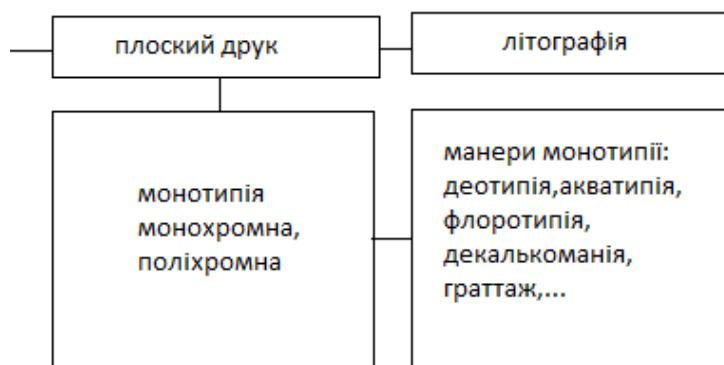 плоский друк
літографія
монотипія
монохромна,
поліхромна
манери монотипії:
деотипія,акватипія,
флоротипія,
декалькоманія,
граттаж,...